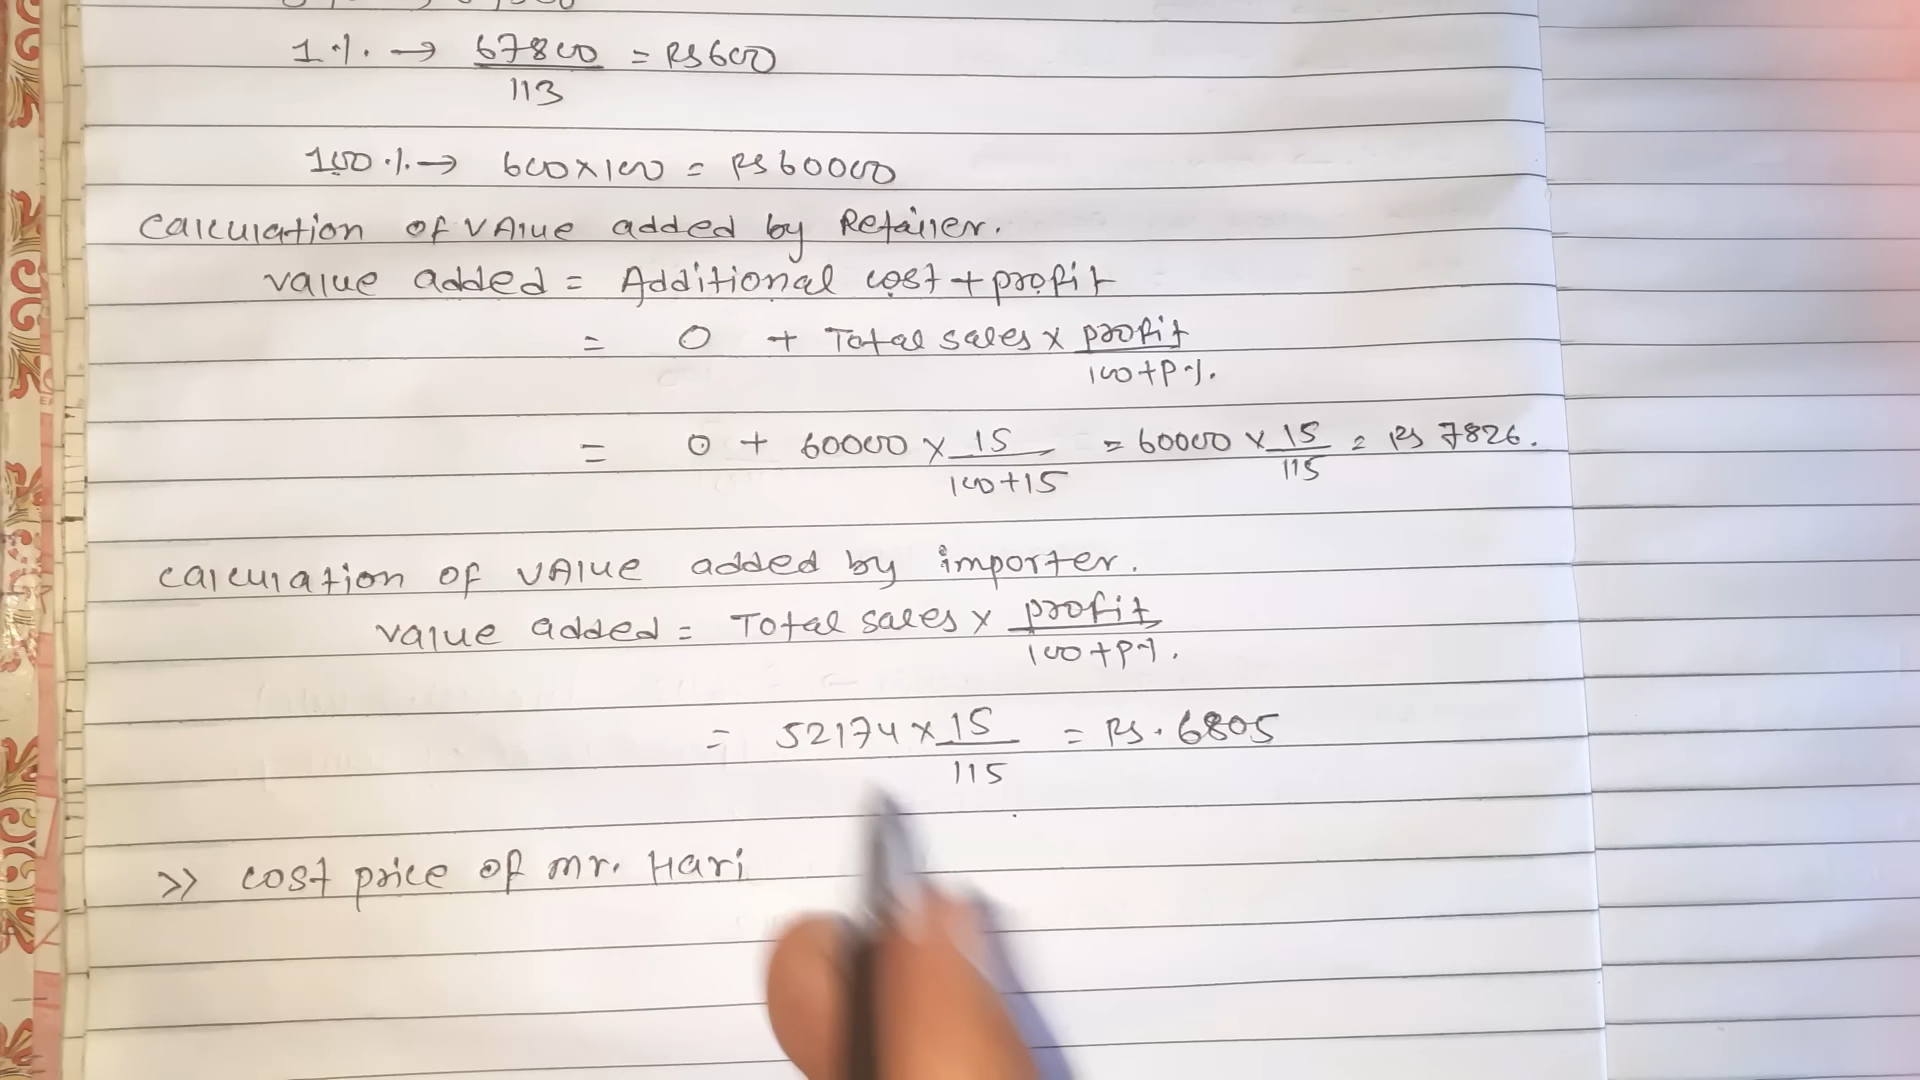 1% → 67800/113 = Rs 600
100% → 600×100 = Rs 60000
Calculation of value added by Retailer.
value added = Additional cost + profit
= 0 + Total sales × profit/100+P%.
= 0 + 60000 × 15/100+15 = 60000 × 15/115 = Rs 7826.
calculation of value added by importer.
value added = Total sales × profit/100+P%.
= 52174 × 15/115 = Rs. 6805
>> cost price of mr. Hari